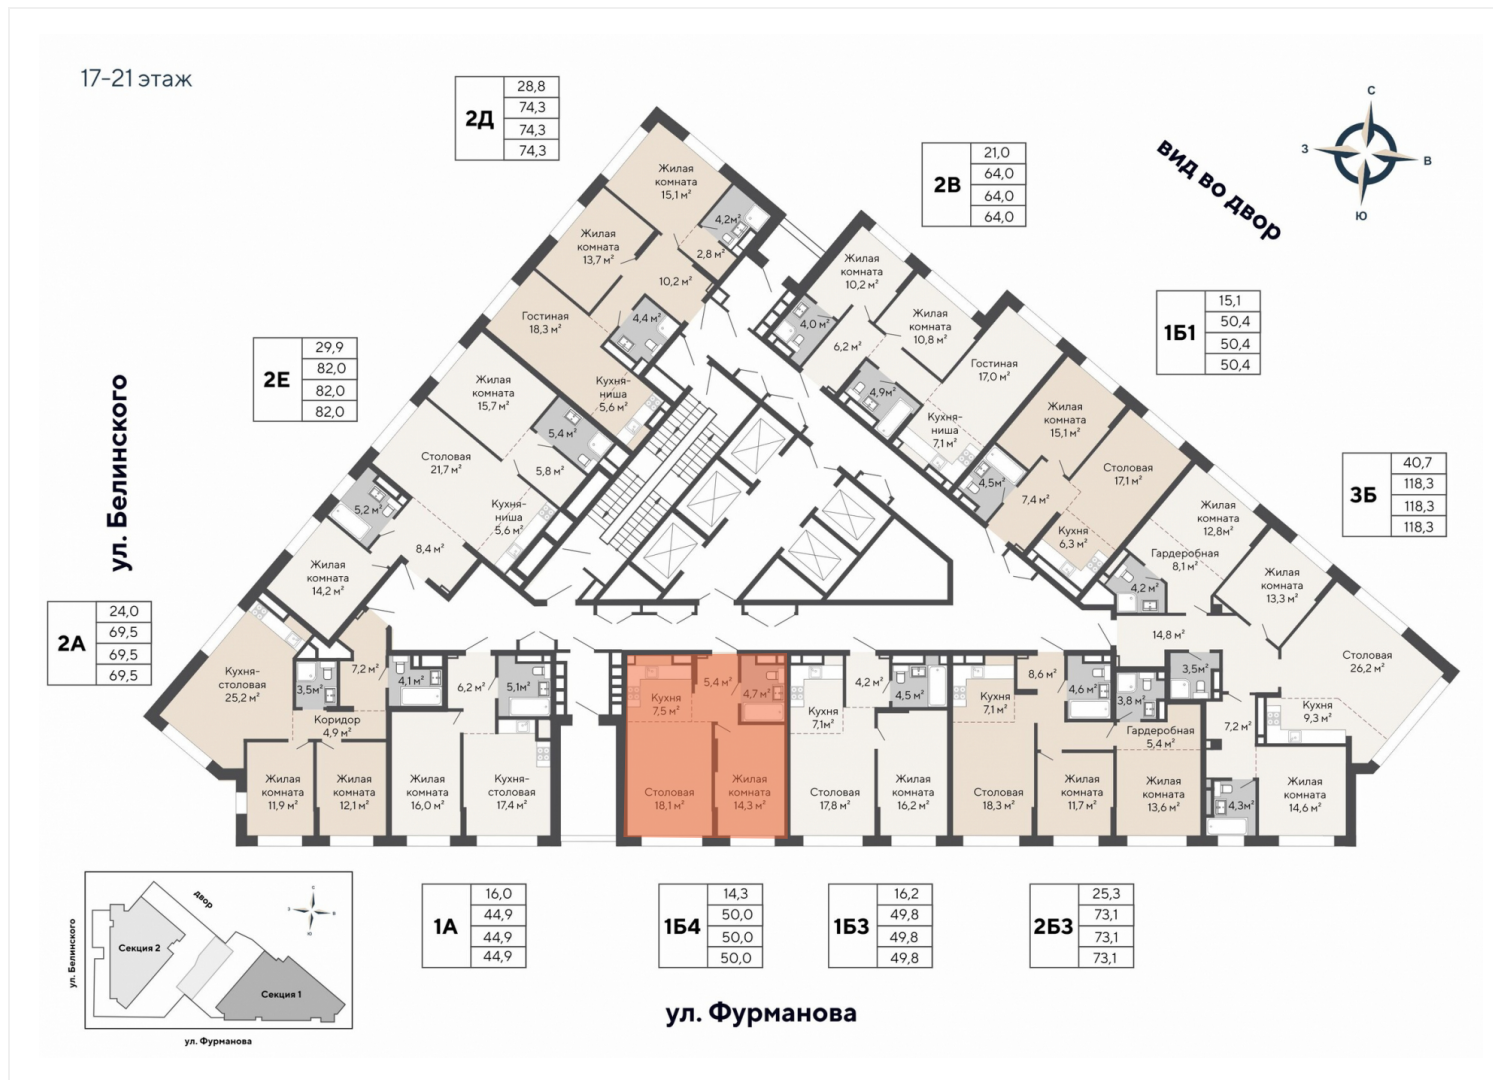 17-21 этаж
2Д
28,8
74,3
74,3
74,3
2В
21,0
64,0
64,0
64,0
вид во двор
С
З
В
Ю
1Б1
15,1
50,4
50,4
50,4
2Е
29,9
82,0
82,0
82,0
3Б
40,7
118,3
118,3
118,3
2А
24,0
69,5
69,5
69,5
ул. Белинского
Жилая
комната
15,1 м²
4,2м²
Жилая
комната
13,7 м²
2,8 м²
10,2 м²
Гостиная
18,3 м²
4,4 м²
Кухня-
ниша
5,6 м²
Жилая
комната
15,7 м²
5,4 м²
Столовая
21,7 м²
5,8 м²
5,2 м²
Кухня-
ниша
5,6 м²
8,4 м²
Жилая
комната
14,2 м²
Кухня-
столовая
25,2 м²
7,2 м²
3,5м²
Коридор
4,9 м²
Жилая
комната
11,9 м²
Жилая
комната
12,1 м²
4,1 м²
6,2 м²
5,1м²
Жилая
комната
16,0 м²
Кухня-
столовая
17,4 м²
Кухня
7,5 м²
5,4 м²
4,7 м²
Столовая
18,1 м²
Жилая
комната
14,3 м²
Кухня
7,1м²
4,2 м²
4,5 м²
Столовая
17,8 м²
Жилая
комната
16,2 м²
Кухня
7,1 м²
8,6 м²
4,6 м²
Столовая
18,3 м²
Жилая
комната
11,7 м²
3,8 м²
Гардеробная
5,4 м²
Жилая
комната
13,6 м²
Жилая
комната
10,2 м²
4,0 м²
Жилая
комната
10,8 м²
6,2 м²
Гостиная
17,0 м²
4,9м²
Кухня-
ниша
7,1 м²
Жилая
комната
15,1 м²
Столовая
17,1 м²
4,5м²
7,4 м²
Кухня
6,3 м²
Жилая
комната
12,8м²
Гардеробная
8,1 м²
4,2 м²
Жилая
комната
13,3 м²
14,8 м²
3,5м²
Столовая
26,2 м²
7,2 м²
Кухня
9,3 м²
4,3м²
Жилая
комната
14,6 м²
1А
16,0
44,9
44,9
44,9
1Б4
14,3
50,0
50,0
50,0
1Б3
16,2
49,8
49,8
49,8
2Б3
25,3
73,1
73,1
73,1
ул. Фурманова
двор
с
з
в
ю
Секция 2
Секция 1
ул. Белинского
ул. Фурманова